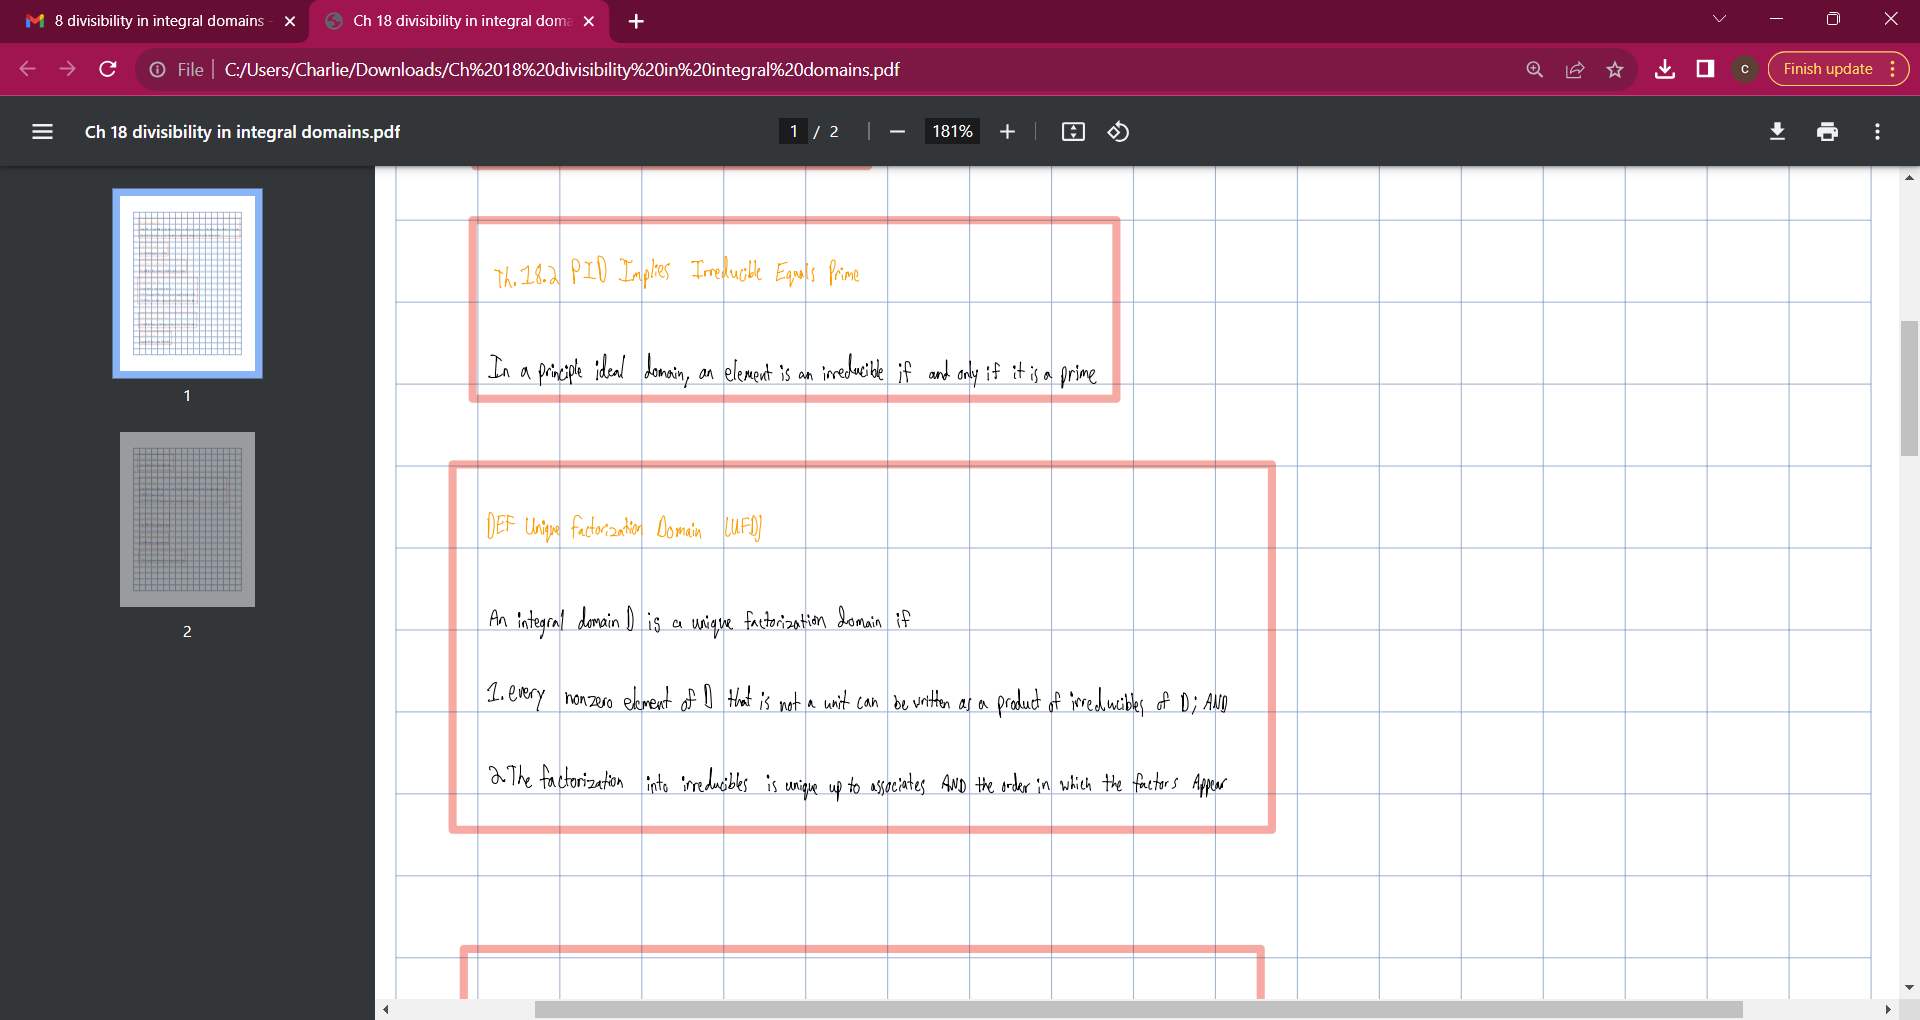 8 divisibility in integral domains -
Ch 18 divisibility in integral doma
File
C:/Users/Charlie/Downloads/Ch%2018%20divisibility%20in%20integral%20domains.pdf
C
Finish update
Ch 18 divisibility in integral domains.pdf
1 / 2
181%
1
2
Th. 18.2 PID Implies Irreducible Equals Prime
In a principle ideal domain, an element is an irreducible if and only if it is a prime
DEF Unique Factorization Domain (UFD)
An integral domain D is a unique factorization domain if
1. every nonzero element of D that is not a unit can be written as a product of irreducibles of D; AND
2. The factorization into irreducibles is unique up to associates AND the order in which the factors Appear